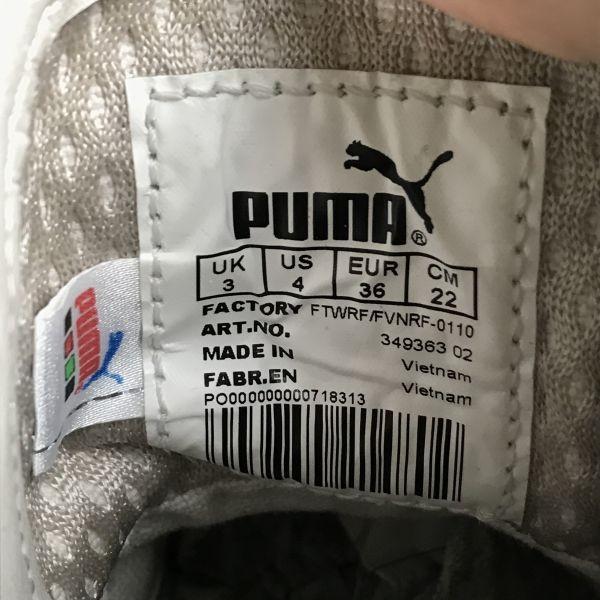 PUMA®
UK US EUR CM
3 4 36 22
FACTORY FTWRF/FVNRF-0110
ART.NO. 349363 02
MADE IN Vietnam
FABR.EN Vietnam
PO000000000718313
PUMA